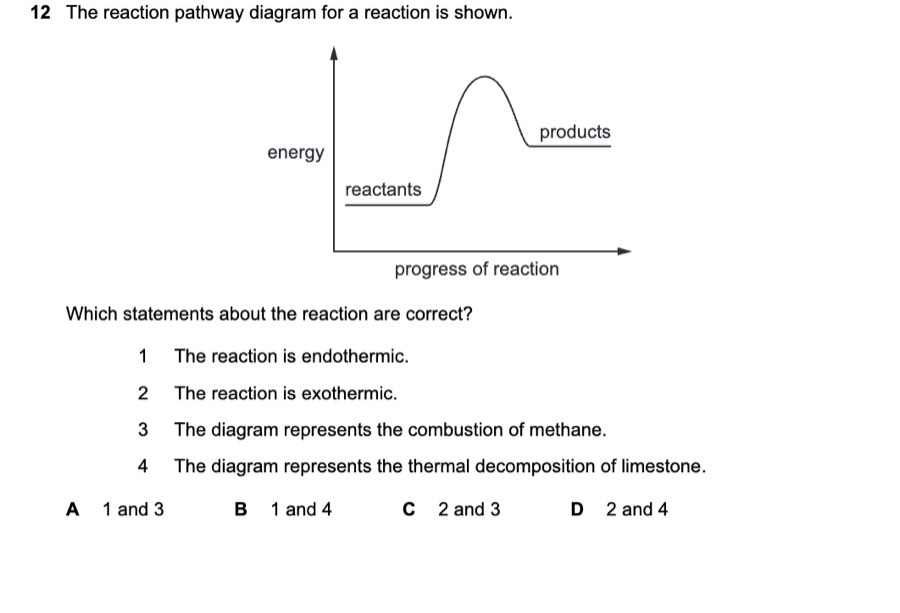 12 The reaction pathway diagram for a reaction is shown.
products
energy
reactants
progress of reaction
Which statements about the reaction are correct?
1 The reaction is endothermic.
2 The reaction is exothermic.
3 The diagram represents the combustion of methane.
4 The diagram represents the thermal decomposition of limestone.
A 1 and 3 B 1 and 4 C 2 and 3 D 2 and 4